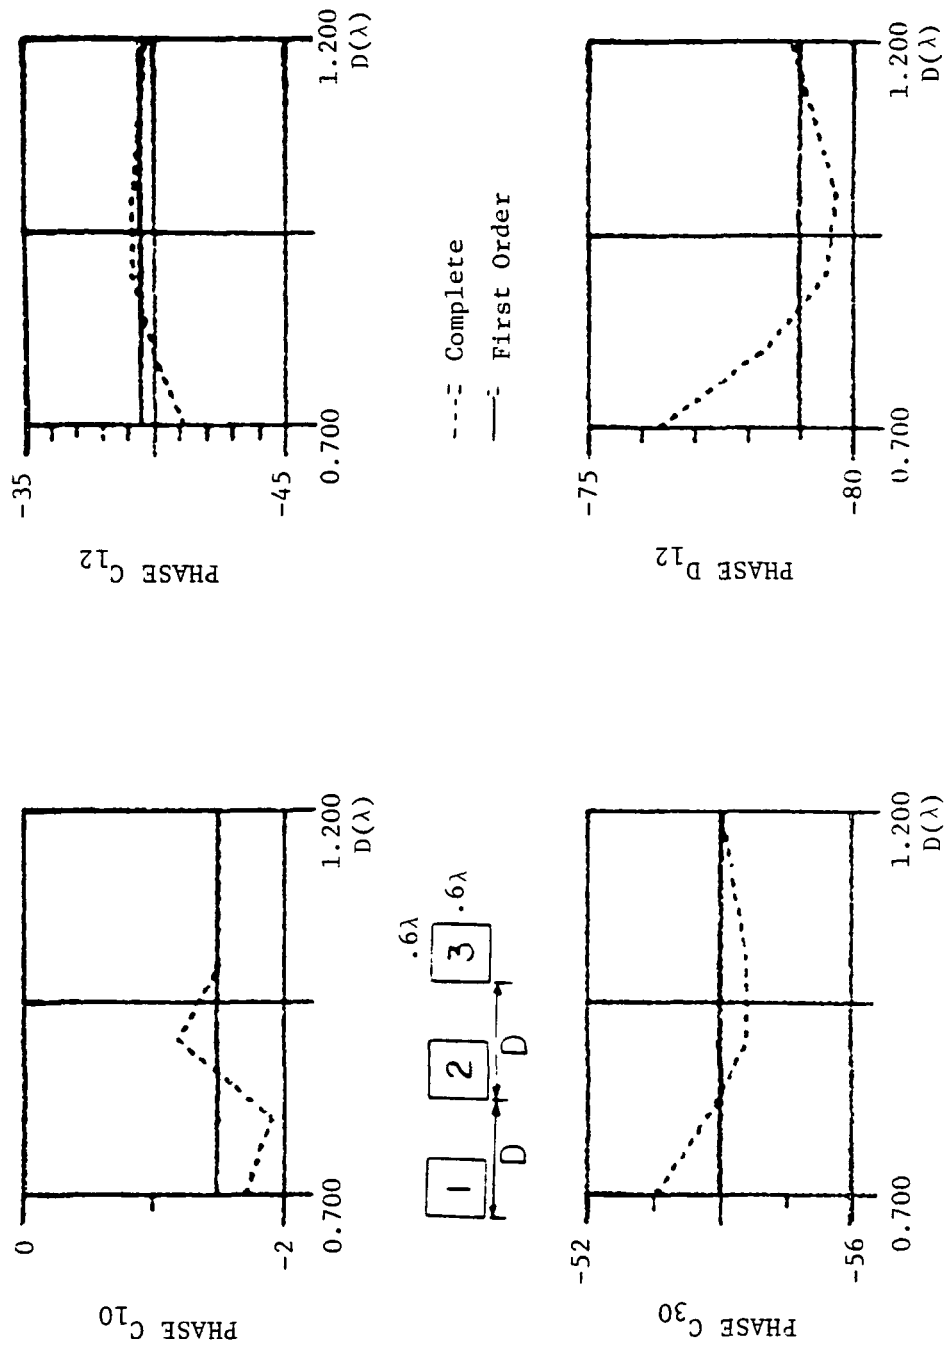 PHASE C10
0
-2
0.700
1.200
D(λ)
PHASE C12
-35
-45
0.700
1.200
D(λ)
1
2
3
.6λ
.6λ
D
D
Complete
First Order
PHASE C30
-52
-56
0.700
1.200
D(λ)
PHASE D12
-75
-80
0.700
1.200
D(λ)